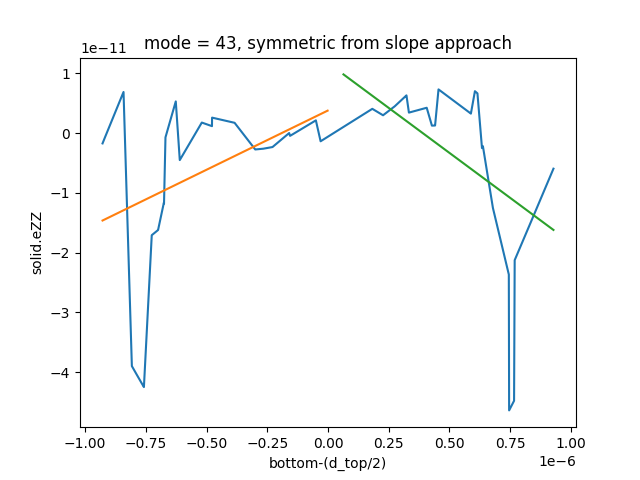 mode = 43, symmetric from slope approach
1e−11
1
0
−1
−2
−3
−4
solid.eZZ
−1.00 −0.75 −0.50 −0.25 0.00 0.25 0.50 0.75 1.00
1e−6
bottom-(d_top/2)